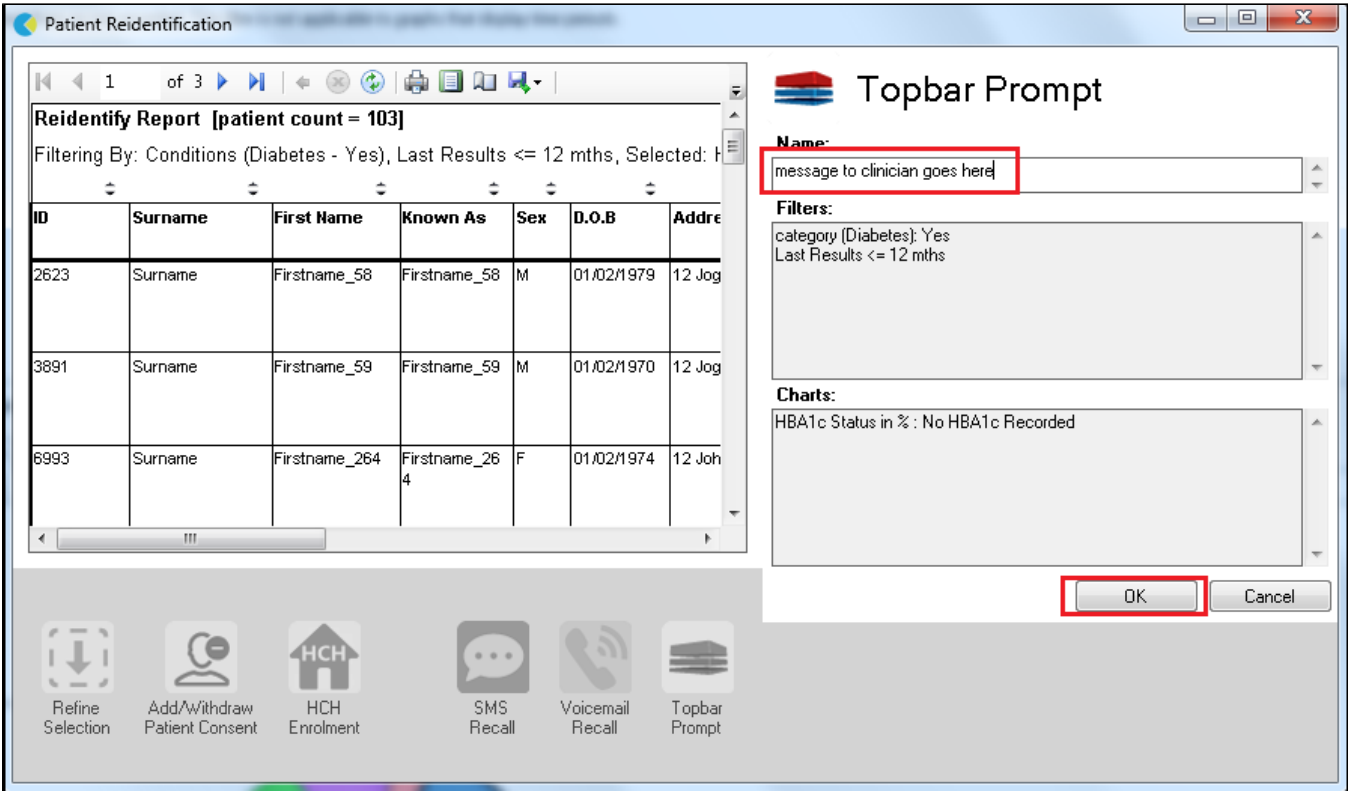 Patient Reidentification
1 of 3
Reidentify Report [patient count = 103]
Filtering By: Conditions (Diabetes - Yes), Last Results <= 12 mths, Selected: H
ID Surname First Name Known As Sex D.O.B Addre
2623 Surname Firstname_58 Firstname_58 M 01/02/1979 12 Jog
3891 Surname Firstname_59 Firstname_59 M 01/02/1970 12 Jog
6993 Surname Firstname_264 Firstname_26 F 01/02/1974 12 Joh
4
Topbar Prompt
Name:
message to clinician goes here
Filters:
category (Diabetes): Yes
Last Results <= 12 mths
Charts:
HBA1c Status in % : No HBA1c Recorded
OK Cancel
HCH
Refine Add/Withdraw HCH SMS Voicemail Topbar
Selection Patient Consent Enrolment Recall Recall Prompt